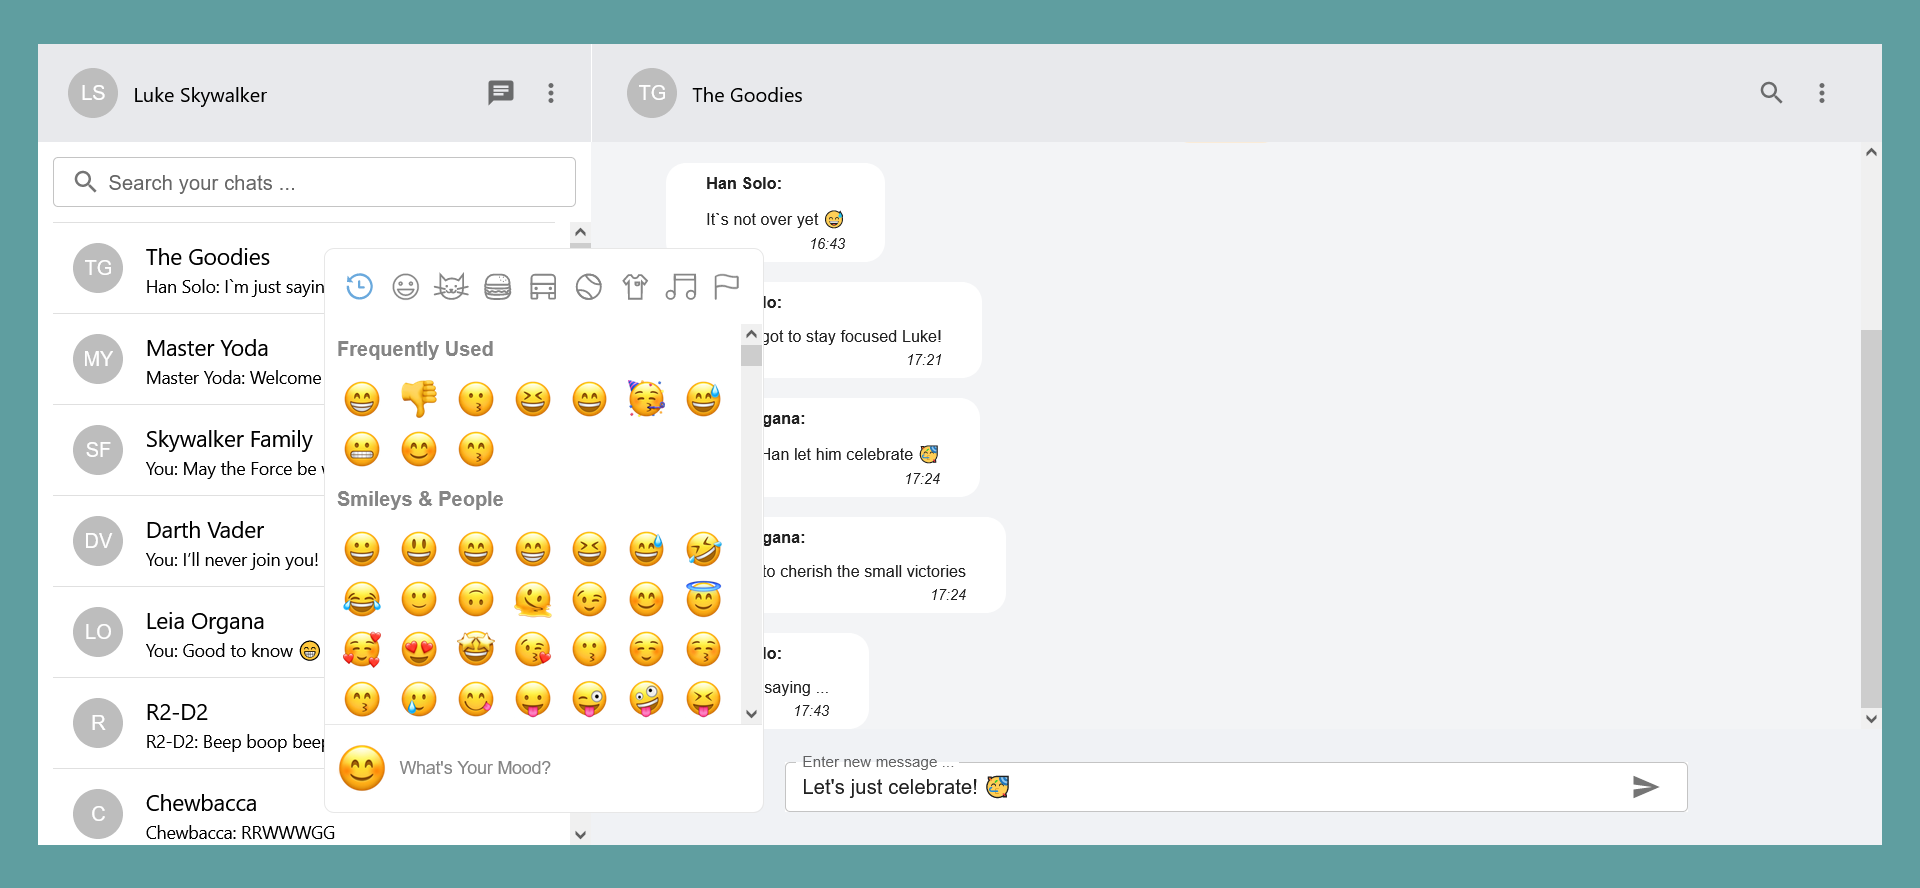 LS
Luke Skywalker
TG
The Goodies
Search your chats ...
TG
The Goodies
Han Solo: I`m just sayin
MY
Master Yoda
Master Yoda: Welcome
SF
Skywalker Family
You: May the Force be
DV
Darth Vader
You: I’ll never join you!
LO
Leia Organa
You: Good to know 😁
R
R2-D2
R2-D2: Beep boop beep
C
Chewbacca
Chewbacca: RRWWWGG
Frequently Used
Smileys & People
What's Your Mood?
Han Solo:
It`s not over yet 😅
16:43
lo:
got to stay focused Luke!
17:21
gana:
Han let him celebrate 🥳
17:24
gana:
to cherish the small victories
17:24
lo:
saying ...
17:43
Enter new message ...
Let's just celebrate! 🥳